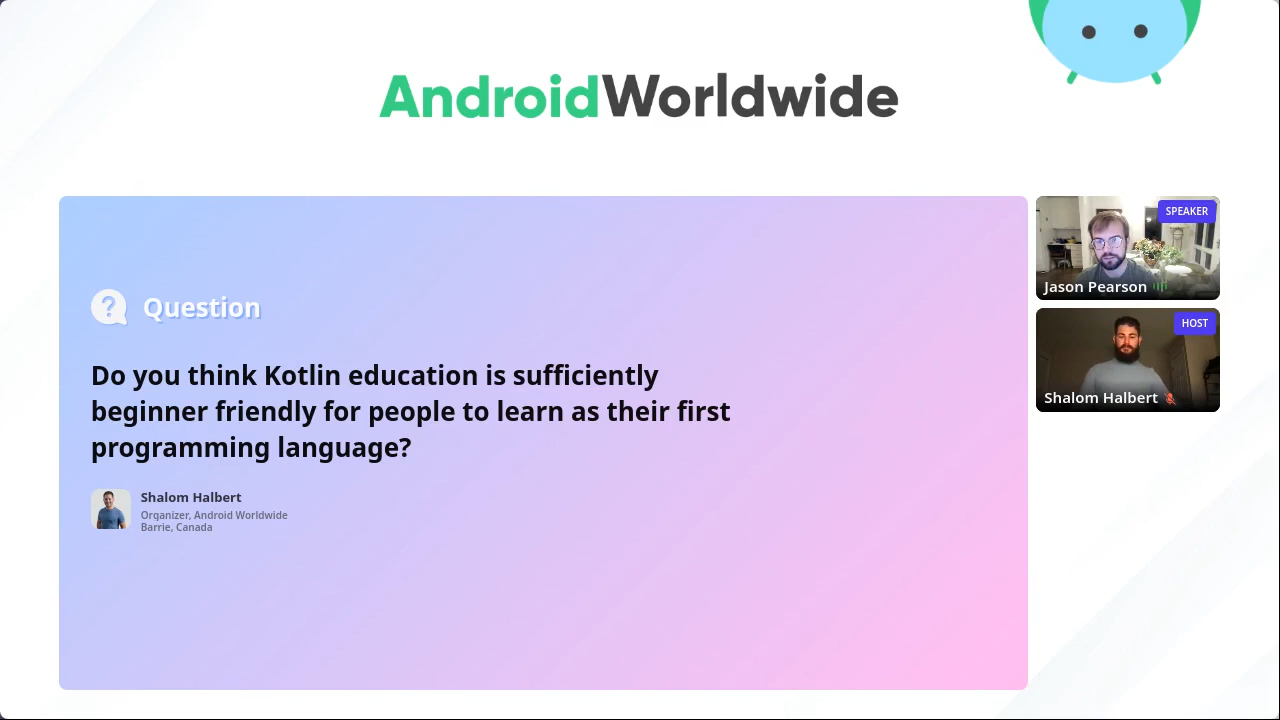 AndroidWorldwide
SPEAKER
Jason Pearson
HOST
Shalom Halbert
Question
Do you think Kotlin education is sufficiently
beginner friendly for people to learn as their first
programming language?
Shalom Halbert
Organizer, Android Worldwide
Barrie, Canada